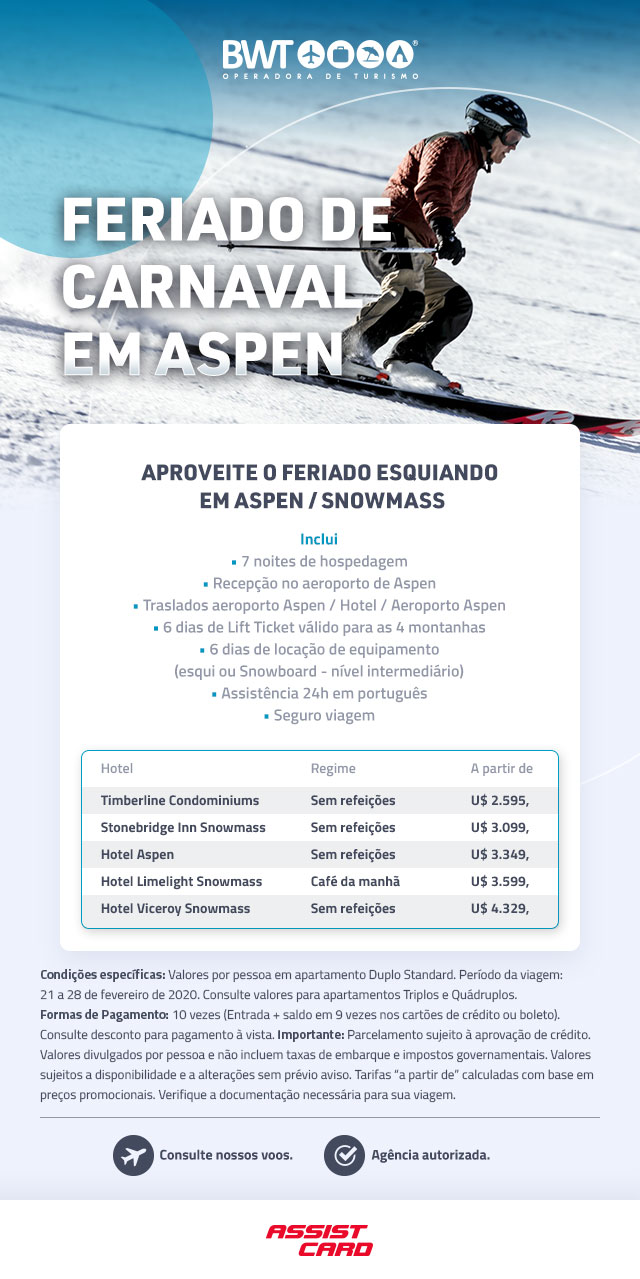 BWT
OPERADORA DE TURISMO
FERIADO DE
CARNAVAL
EM ASPEN
APROVEITE O FERIADO ESQUIANDO
EM ASPEN / SNOWMASS
Inclui
▪ 7 noites de hospedagem
▪ Recepção no aeroporto de Aspen
▪ Traslados aeroporto Aspen / Hotel / Aeroporto Aspen
▪ 6 dias de Lift Ticket válido para as 4 montanhas
▪ 6 dias de locação de equipamento
(esqui ou Snowboard - nível intermediário)
▪ Assistência 24h em português
▪ Seguro viagem
Hotel Regime A partir de
Timberline Condominiums Sem refeições U$ 2.595,
Stonebridge Inn Snowmass Sem refeições U$ 3.099,
Hotel Aspen Sem refeições U$ 3.349,
Hotel Limelight Snowmass Café da manhã U$ 3.599,
Hotel Viceroy Snowmass Sem refeições U$ 4.329,
Condições específicas: Valores por pessoa em apartamento Duplo Standard. Período da viagem:
21 a 28 de fevereiro de 2020. Consulte valores para apartamentos Triplos e Quádruplos.
Formas de Pagamento: 10 vezes (Entrada + saldo em 9 vezes nos cartões de crédito ou boleto).
Consulte desconto para pagamento à vista. Importante: Parcelamento sujeito à aprovação de crédito.
Valores divulgados por pessoa e não incluem taxas de embarque e impostos governamentais. Valores
sujeitos a disponibilidade e a alterações sem prévio aviso. Tarifas “a partir de” calculadas com base em
preços promocionais. Verifique a documentação necessária para sua viagem.
Consulte nossos voos. Agência autorizada.
ASSIST
CARD